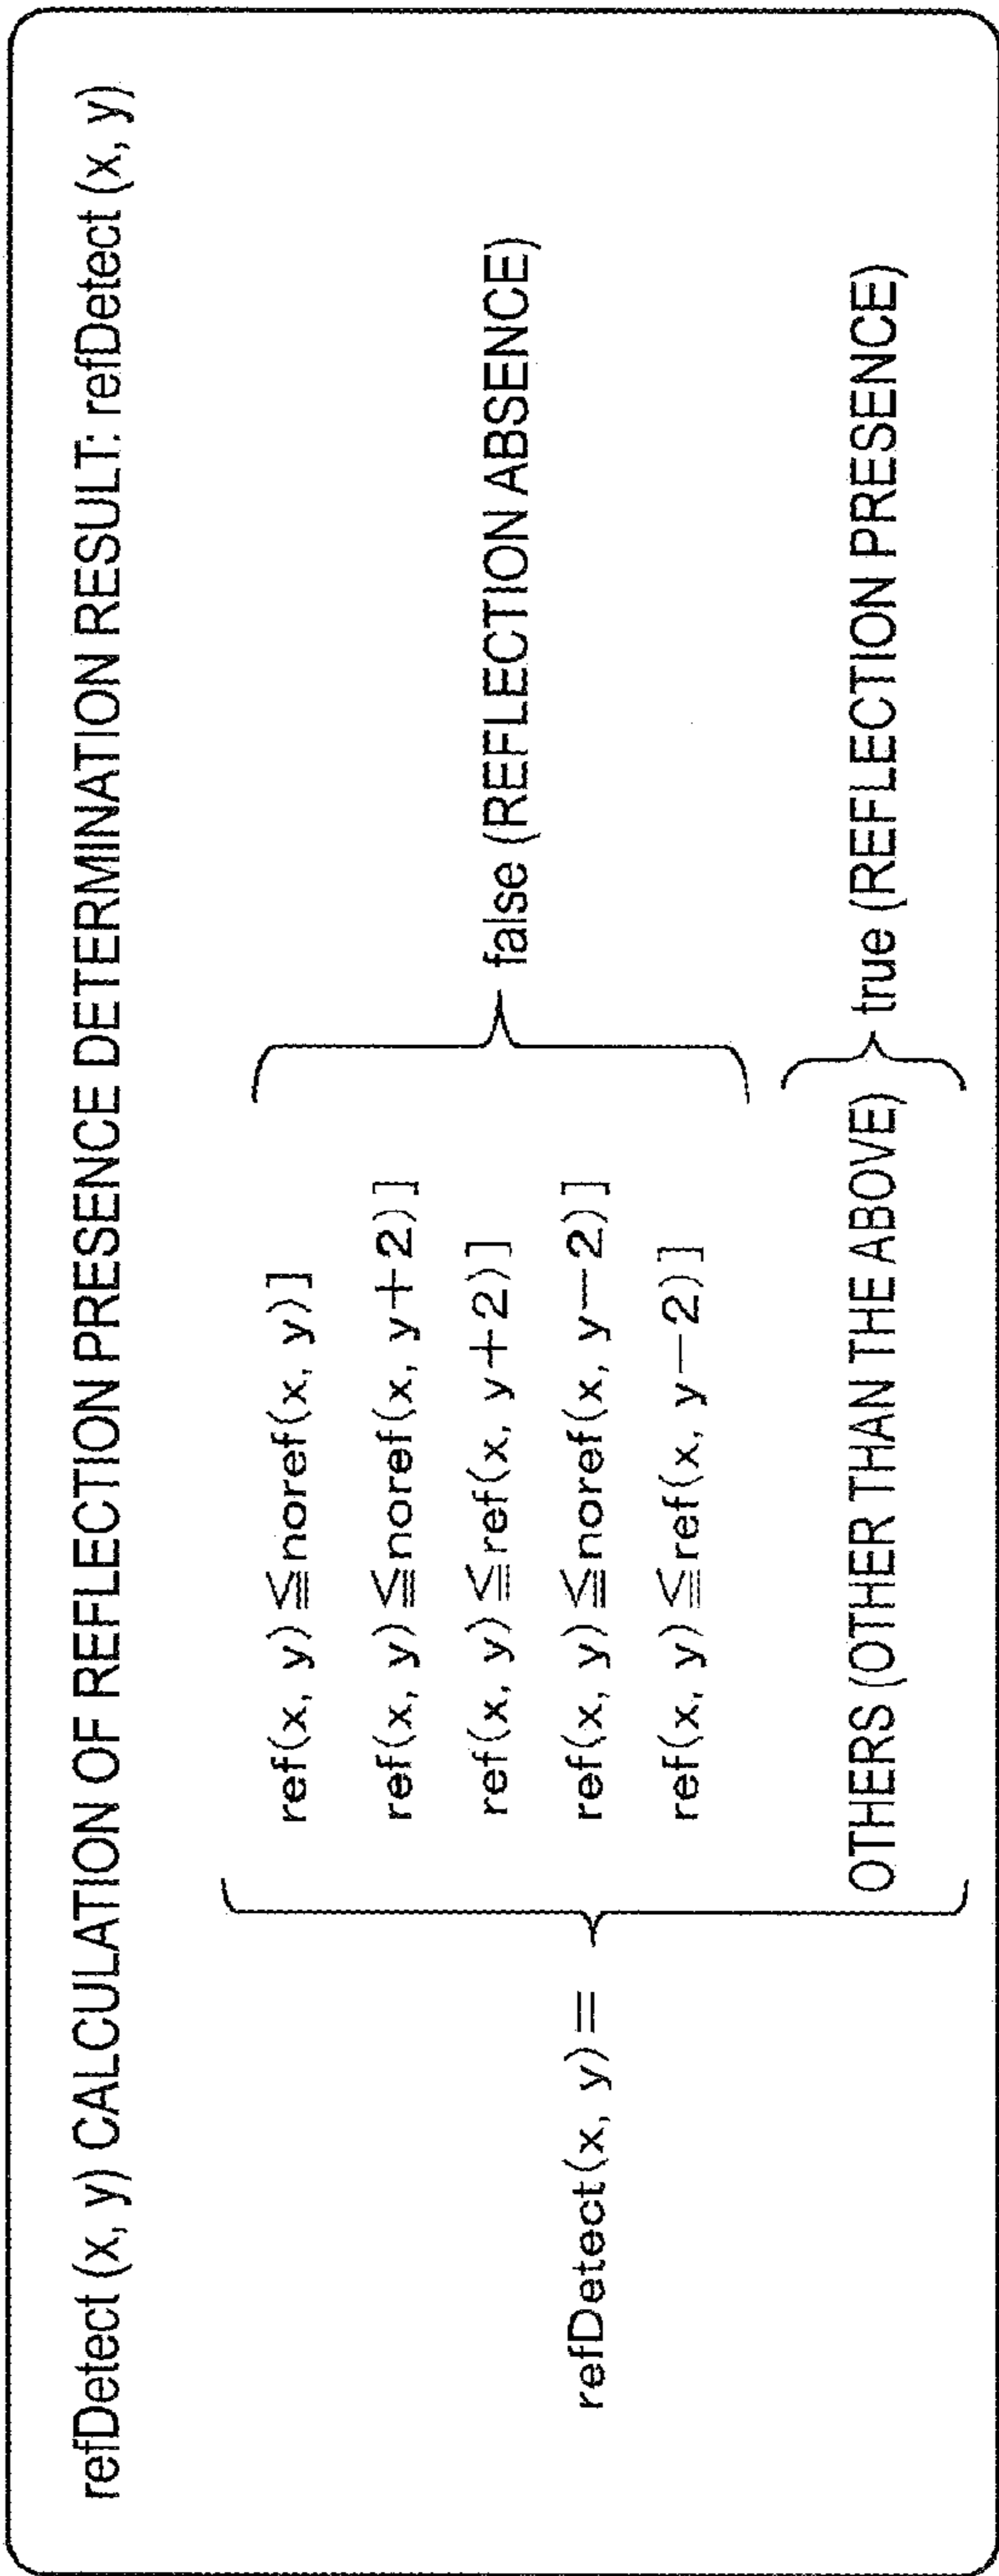 refDetect (x, y) CALCULATION OF REFLECTION PRESENCE DETERMINATION RESULT: refDetect (x, y)
ref(x, y)≦noref(x, y)]
ref(x, y)≦noref(x, y+2)]
ref(x, y)≦ref(x, y+2)]
ref(x, y)≦noref(x, y−2)]
ref(x, y)≦ref(x, y−2)]
false (REFLECTION ABSENCE)
refDetect(x, y)=
OTHERS (OTHER THAN THE ABOVE)
true (REFLECTION PRESENCE)